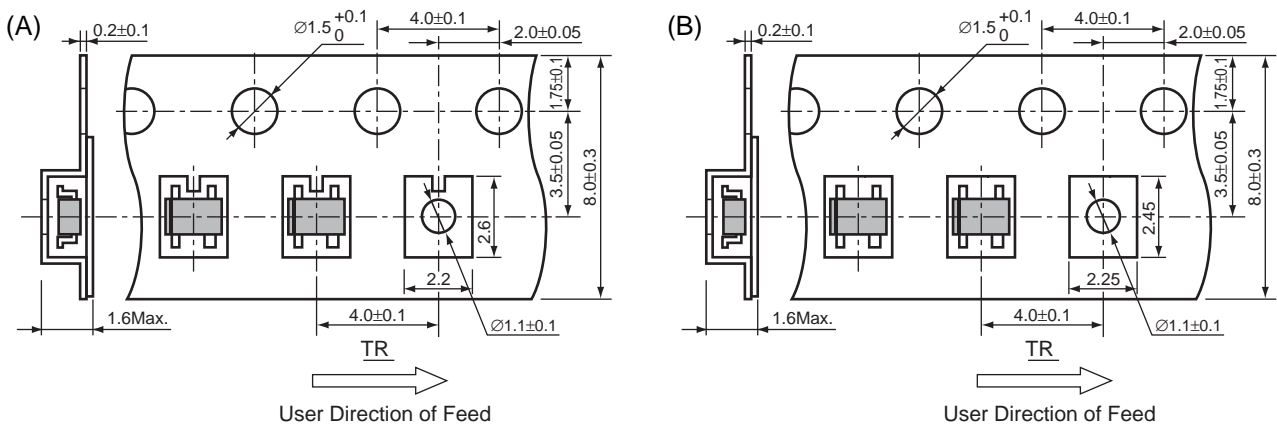 (A)
0.2±0.1
∅1.5 +0.1 0
4.0±0.1
2.0±0.05
1.75±0.1
3.5±0.05
8.0±0.3
2.6
2.2
∅1.1±0.1
4.0±0.1
1.6Max.
TR
User Direction of Feed
(B)
0.2±0.1
∅1.5 +0.1 0
4.0±0.1
2.0±0.05
1.75±0.1
3.5±0.05
8.0±0.3
2.45
2.25
∅1.1±0.1
4.0±0.1
1.6Max.
TR
User Direction of Feed